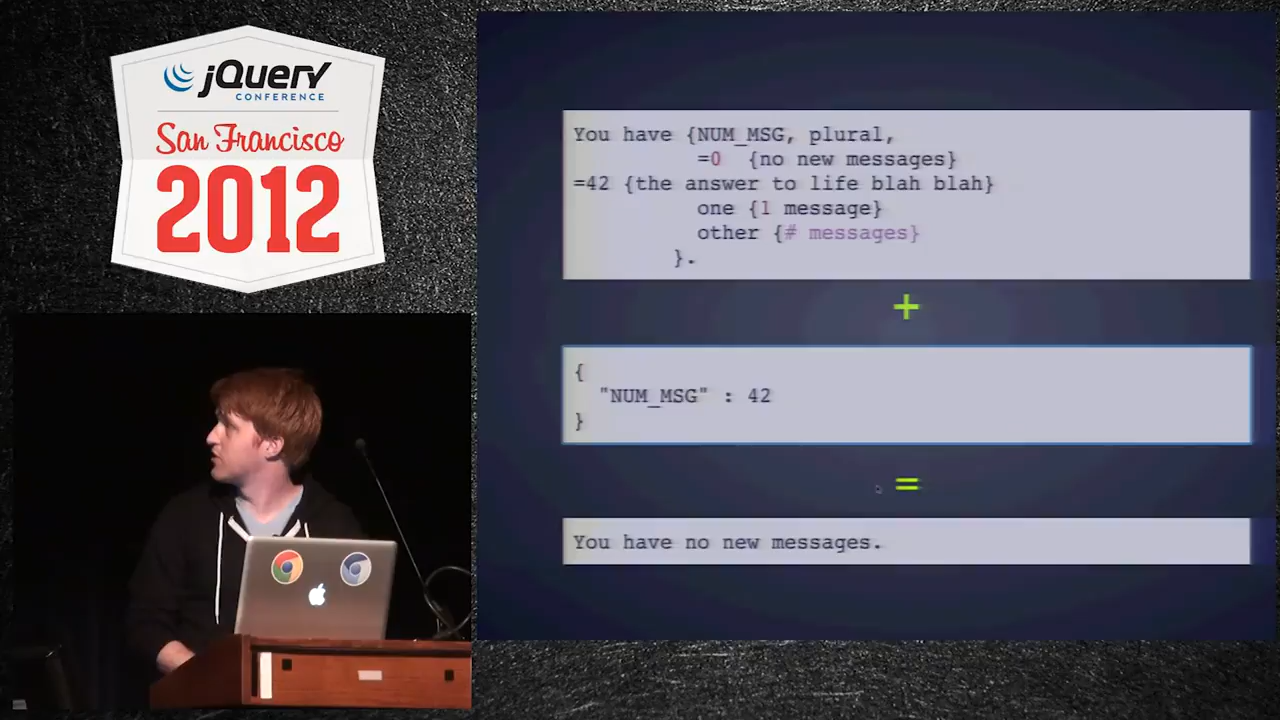 jQuery
CONFERENCE
San Francisco
2012
You have {NUM_MSG, plural,
=0 {no new messages}
=42 {the answer to life blah blah}
one {1 message}
other {# messages}
}.
+
{
"NUM_MSG" : 42
}
=
You have no new messages.